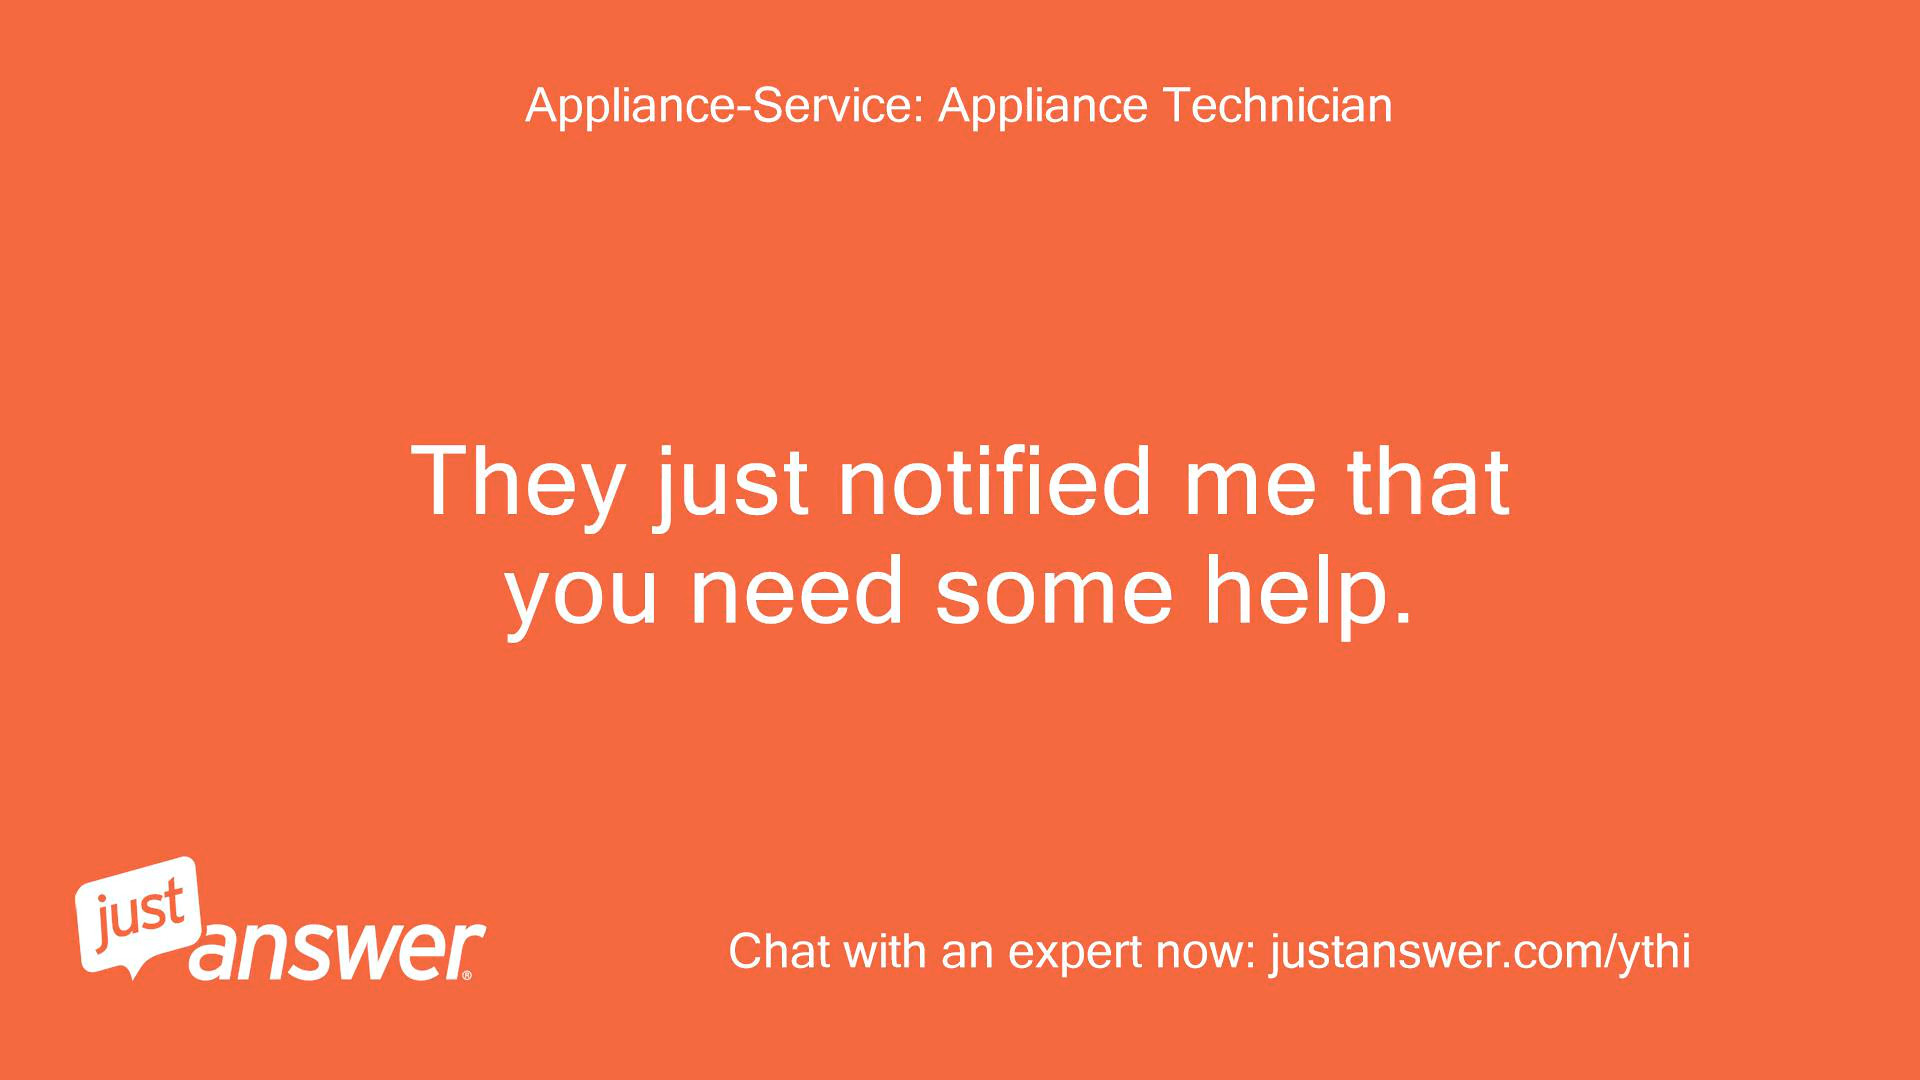 Appliance-Service: Appliance Technician
They just notified me that
you need some help.
just
answer®
Chat with an expert now: justanswer.com/ythi